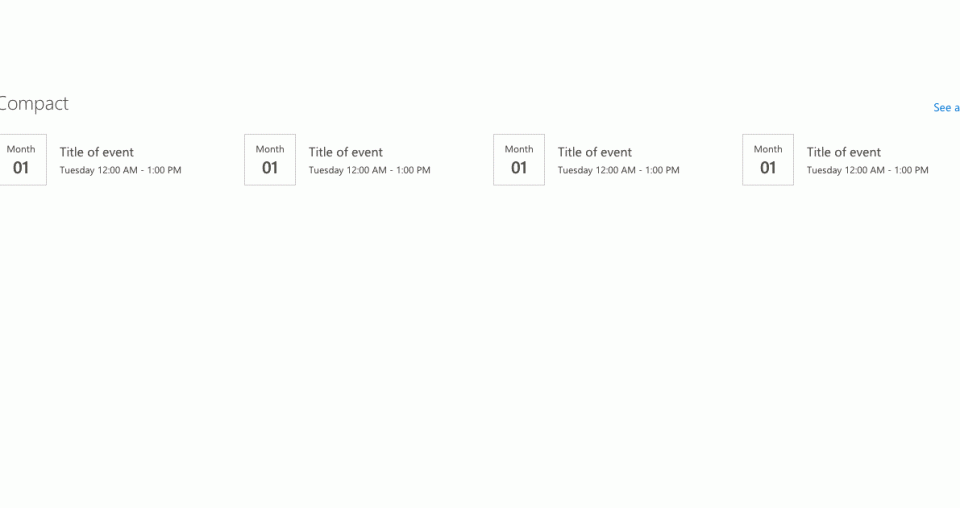 Compact
See a
Month
01
Title of event
Tuesday 12:00 AM - 1:00 PM
Month
01
Title of event
Tuesday 12:00 AM - 1:00 PM
Month
01
Title of event
Tuesday 12:00 AM - 1:00 PM
Month
01
Title of event
Tuesday 12:00 AM - 1:00 PM